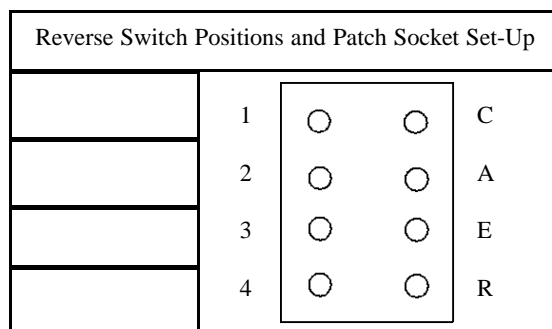 Reverse Switch Positions and Patch Socket Set-Up
1 C
2 A
3 E
4 R